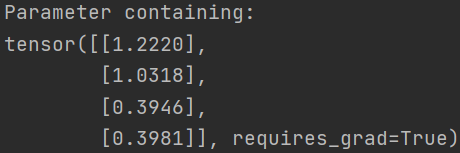 Parameter containing:
tensor([[1.2220],
        [1.0318],
        [0.3946],
        [0.3981]], requires_grad=True)